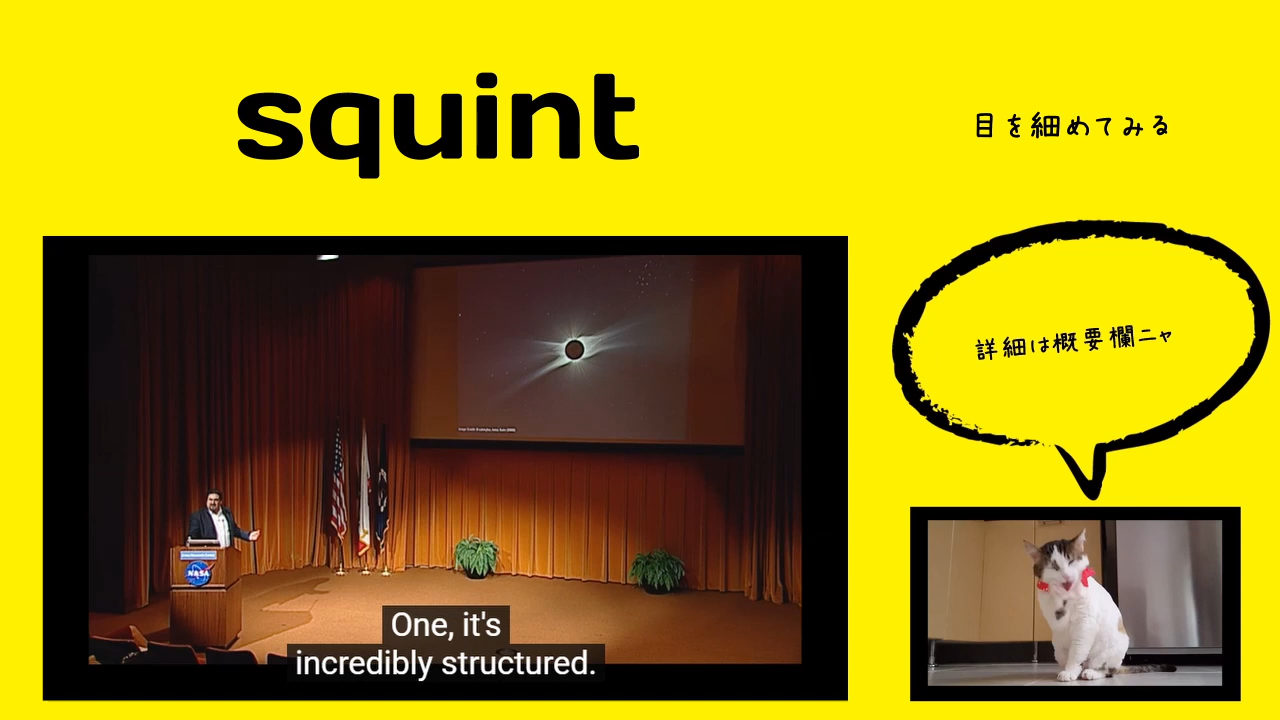 squint
目を細めてみる
詳細は概要欄ニャ
NASA
One, it's
incredibly structured.